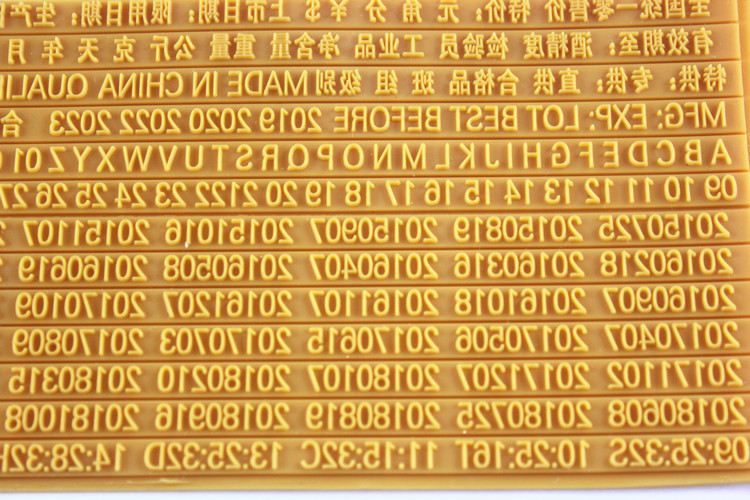 全国统一零售价: 特价: 元 角 分 ¥ $ 上市日期: 限用日期: 生产
有效期至: 酒精度 检验员 工业品 净含量 重量 公斤 克 天 年 月
特供: 专供: 直供 合格品 班 组 级别 MADE IN CHINA QUALI
MFG: EXP: LOT BEST BEFORE 2019 2020 2022 2022 2023 合
A B C D E F G H I J K L M N O P Q R S T U V W X Y Z 0 1
09 10 11 12 13 14 15 16 17 18 19 20 2122 23 24 25 26 27
20150725 20150819 20150907 20151016 20151107
20160218 20160316 20160407 20160508 20160619
20160907 20161018 20161107 20161207 20170109
20170407 20170506 20170615 20170703 20170809
20171102 20171207 20180107 20180210 20180315
20180608 20180725 20180819 20180916 20181008
09:25:32S 10:25:16T 11:15:32C 13:25:32D 14:28:32H